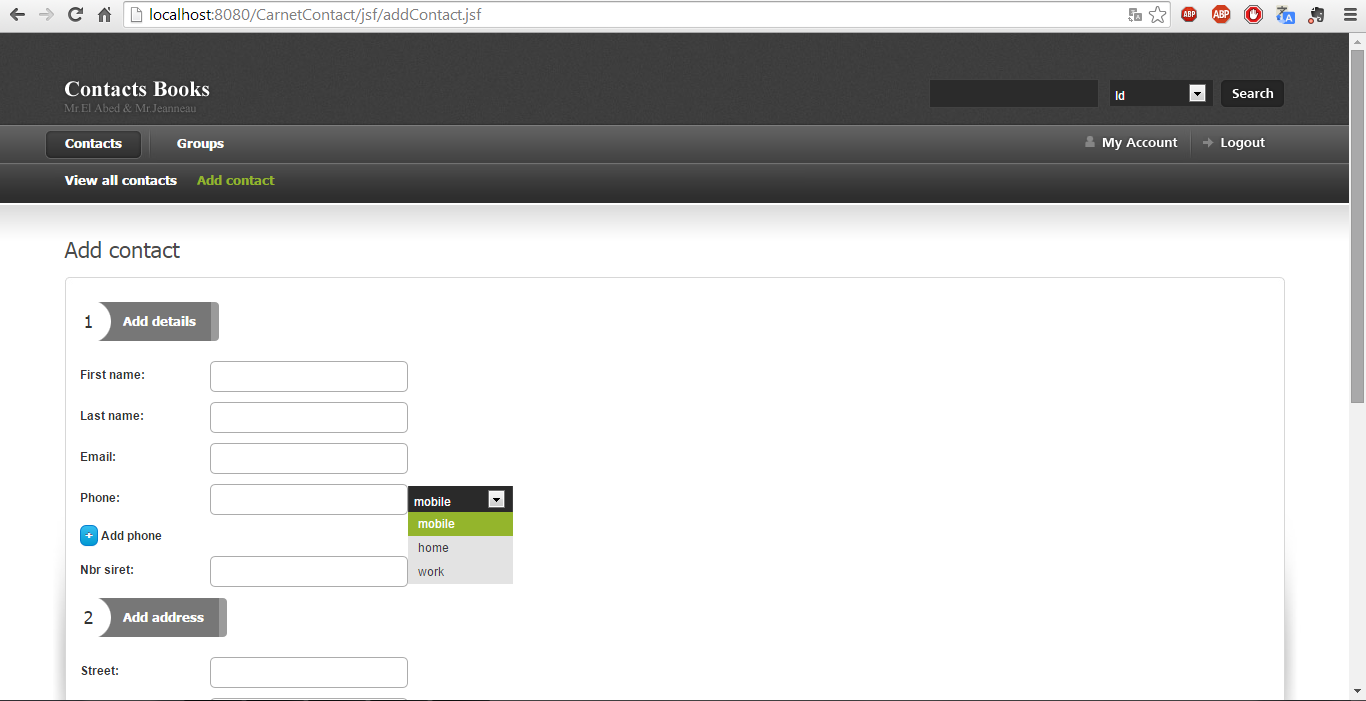 localhost:8080/CarnetContact/jsf/addContact.jsf
ABP ABP
Contacts Books
Mr.El Abed & Mr.Jeanneau
Id Search
Contacts Groups My Account Logout
View all contacts Add contact
Add contact
1 Add details
First name:
Last name:
Email:
Phone: mobile
mobile
+ Add phone
home
Nbr siret: work
2 Add address
Street: